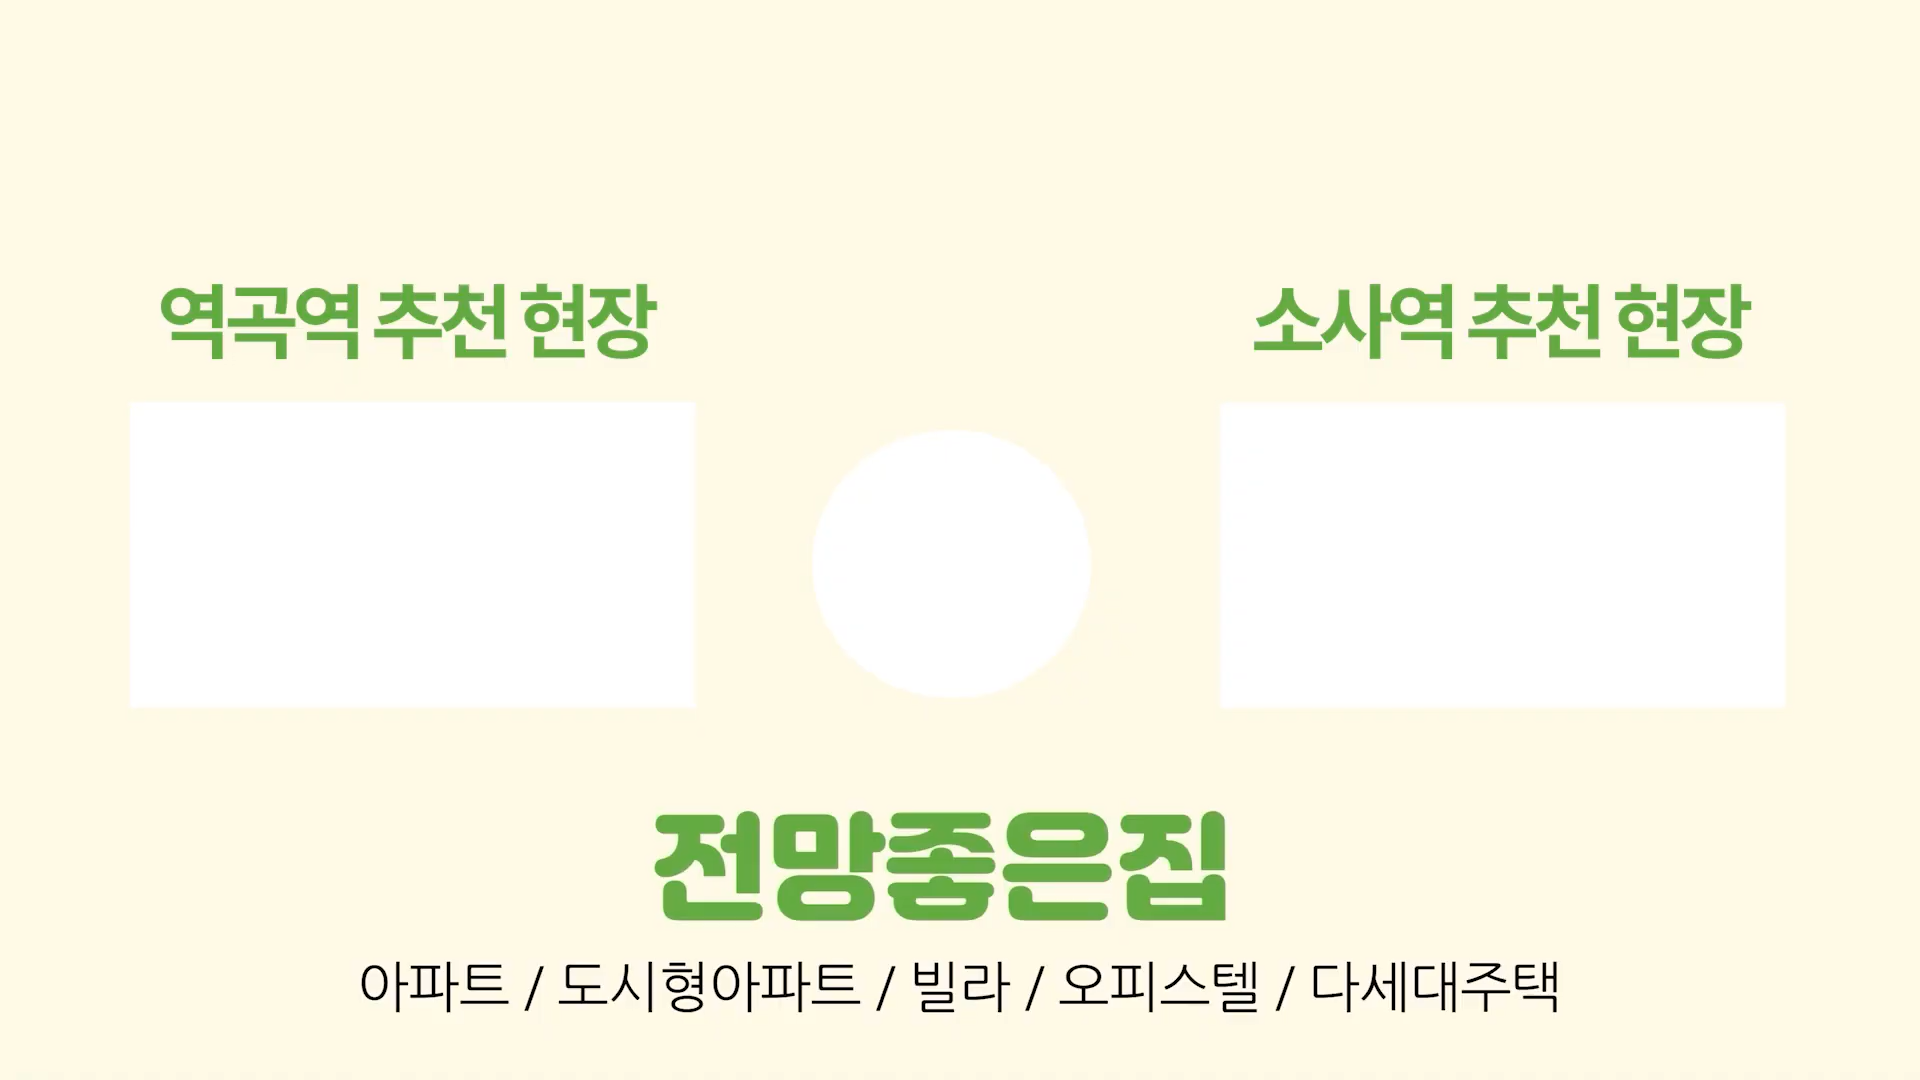 역곡역 추천 현장
소사역 추천 현장
전망좋은집
아파트 / 도시형아파트 / 빌라 / 오피스텔 / 다세대주택